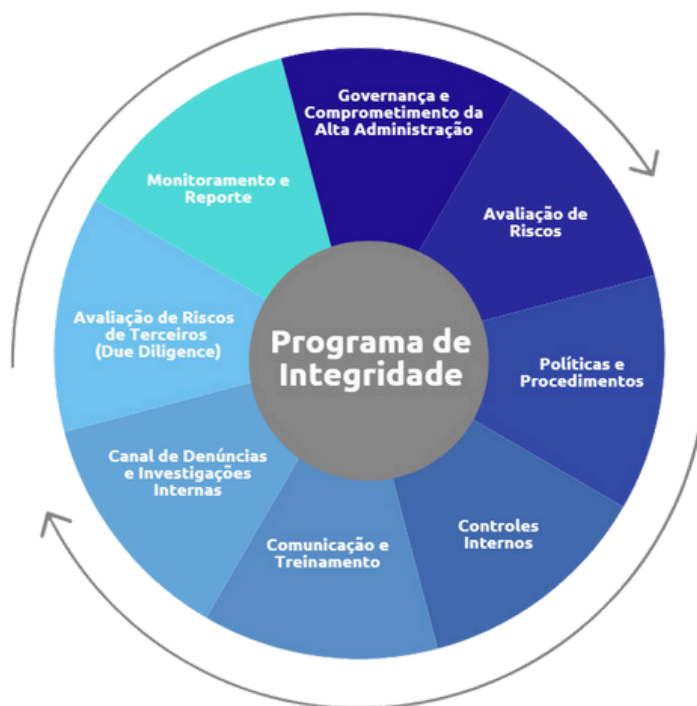 Governança e
Comprometimento da
Alta Administração
Avaliação de
Riscos
Políticas e
Procedimentos
Controles
Internos
Comunicação e
Treinamento
Canal de Denúncias
e Investigações
Internas
Avaliação de Riscos
de Terceiros
(Due Diligence)
Monitoramento e
Reporte
Programa de
Integridade